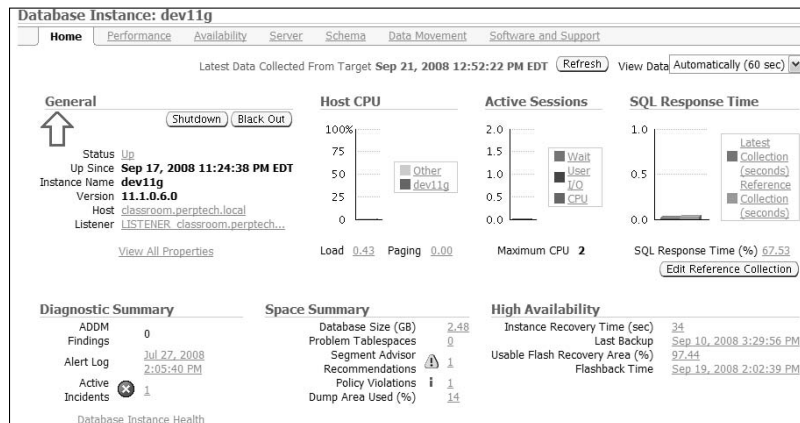 Database Instance: dev11g
Home Performance Availability Server Schema Data Movement Software and Support
Latest Data Collected From Target Sep 21, 2008 12:52:22 PM EDT Refresh View Data Automatically (60 sec)
General
Shutdown Black Out
Status Up
Up Since Sep 17, 2008 11:24:38 PM EDT
Instance Name dev11g
Version 11.1.0.6.0
Host classroom.perptech.local
Listener LISTENER_classroom.perptech...
View All Properties
Host CPU
100%
75
50
25
0
Other
dev11g
Load 0.43 Paging 0.00
Active Sessions
2.0
1.5
1.0
0.5
0.0
Wait
User
I/O
CPU
Maximum CPU 2
SQL Response Time
1.0
0.0
Latest
Collection
(seconds)
Reference
Collection
(seconds)
SQL Response Time (%) 67.53
Edit Reference Collection
Diagnostic Summary
ADDM
Findings
0
Alert Log
Jul 27, 2008
2:05:40 PM
Active
Incidents
1
Database Instance Health
Space Summary
Database Size (GB) 2.48
Problem Tablespaces 0
Segment Advisor
Recommendations
1
Policy Violations i 1
Dump Area Used (%) 14
High Availability
Instance Recovery Time (sec) 34
Last Backup Sep 10, 2008 3:29:56 PM
Usable Flash Recovery Area (%) 97.44
Flashback Time Sep 19, 2008 2:02:39 PM